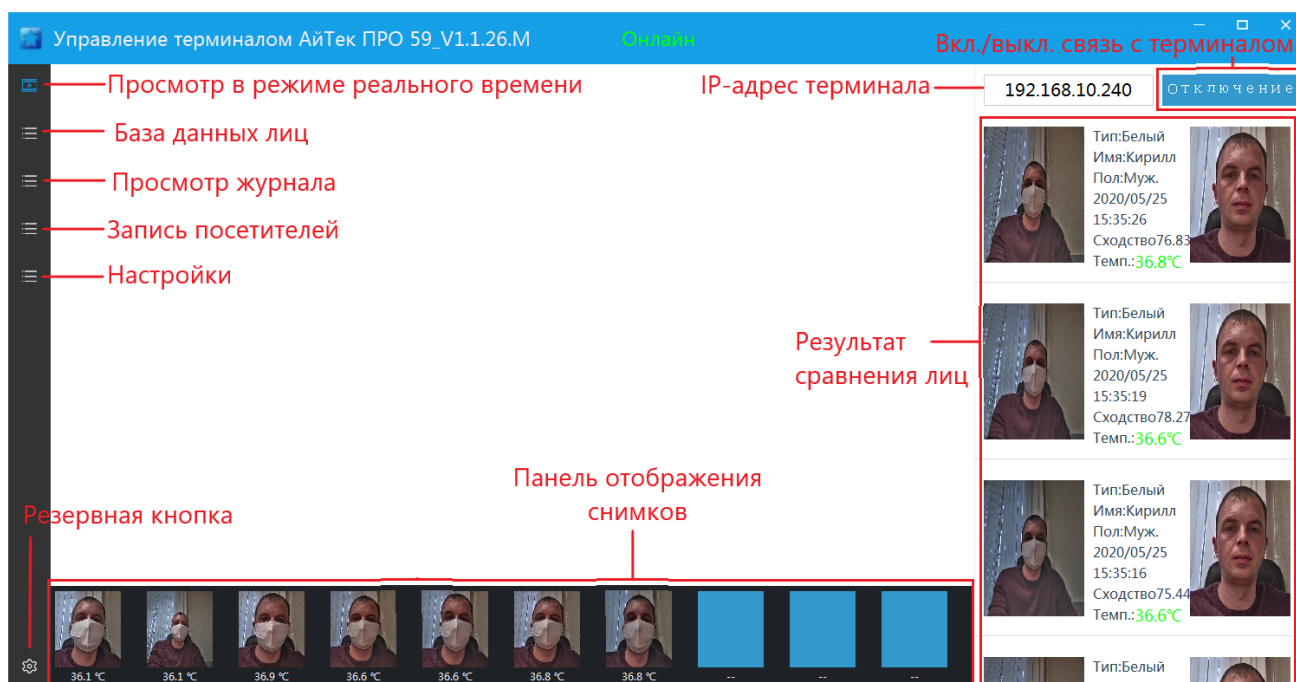 Управление терминалом АйТек ПРО 59_V1.1.26.M
Онлайн
Вкл./выкл. связь с терминалом
Просмотр в режиме реального времени
IP-адрес терминала
192.168.10.240
Отключение
База данных лиц
Просмотр журнала
Запись посетителей
Настройки
Тип:Белый
Имя:Кирилл
Пол:Муж.
2020/05/25
15:35:26
Сходство76.83
Темп.:36.8℃
Результат
сравнения лиц
Тип:Белый
Имя:Кирилл
Пол:Муж.
2020/05/25
15:35:19
Сходство78.27
Темп.:36.6℃
Панель отображения
снимков
Резервная кнопка
Тип:Белый
Имя:Кирилл
Пол:Муж.
2020/05/25
15:35:16
Сходство75.44
Темп.:36.6℃
Тип:Белый
36.1 ℃ 36.1 ℃ 36.9 ℃ 36.6 ℃ 36.6 ℃ 36.8 ℃ 36.8 ℃ -- -- --